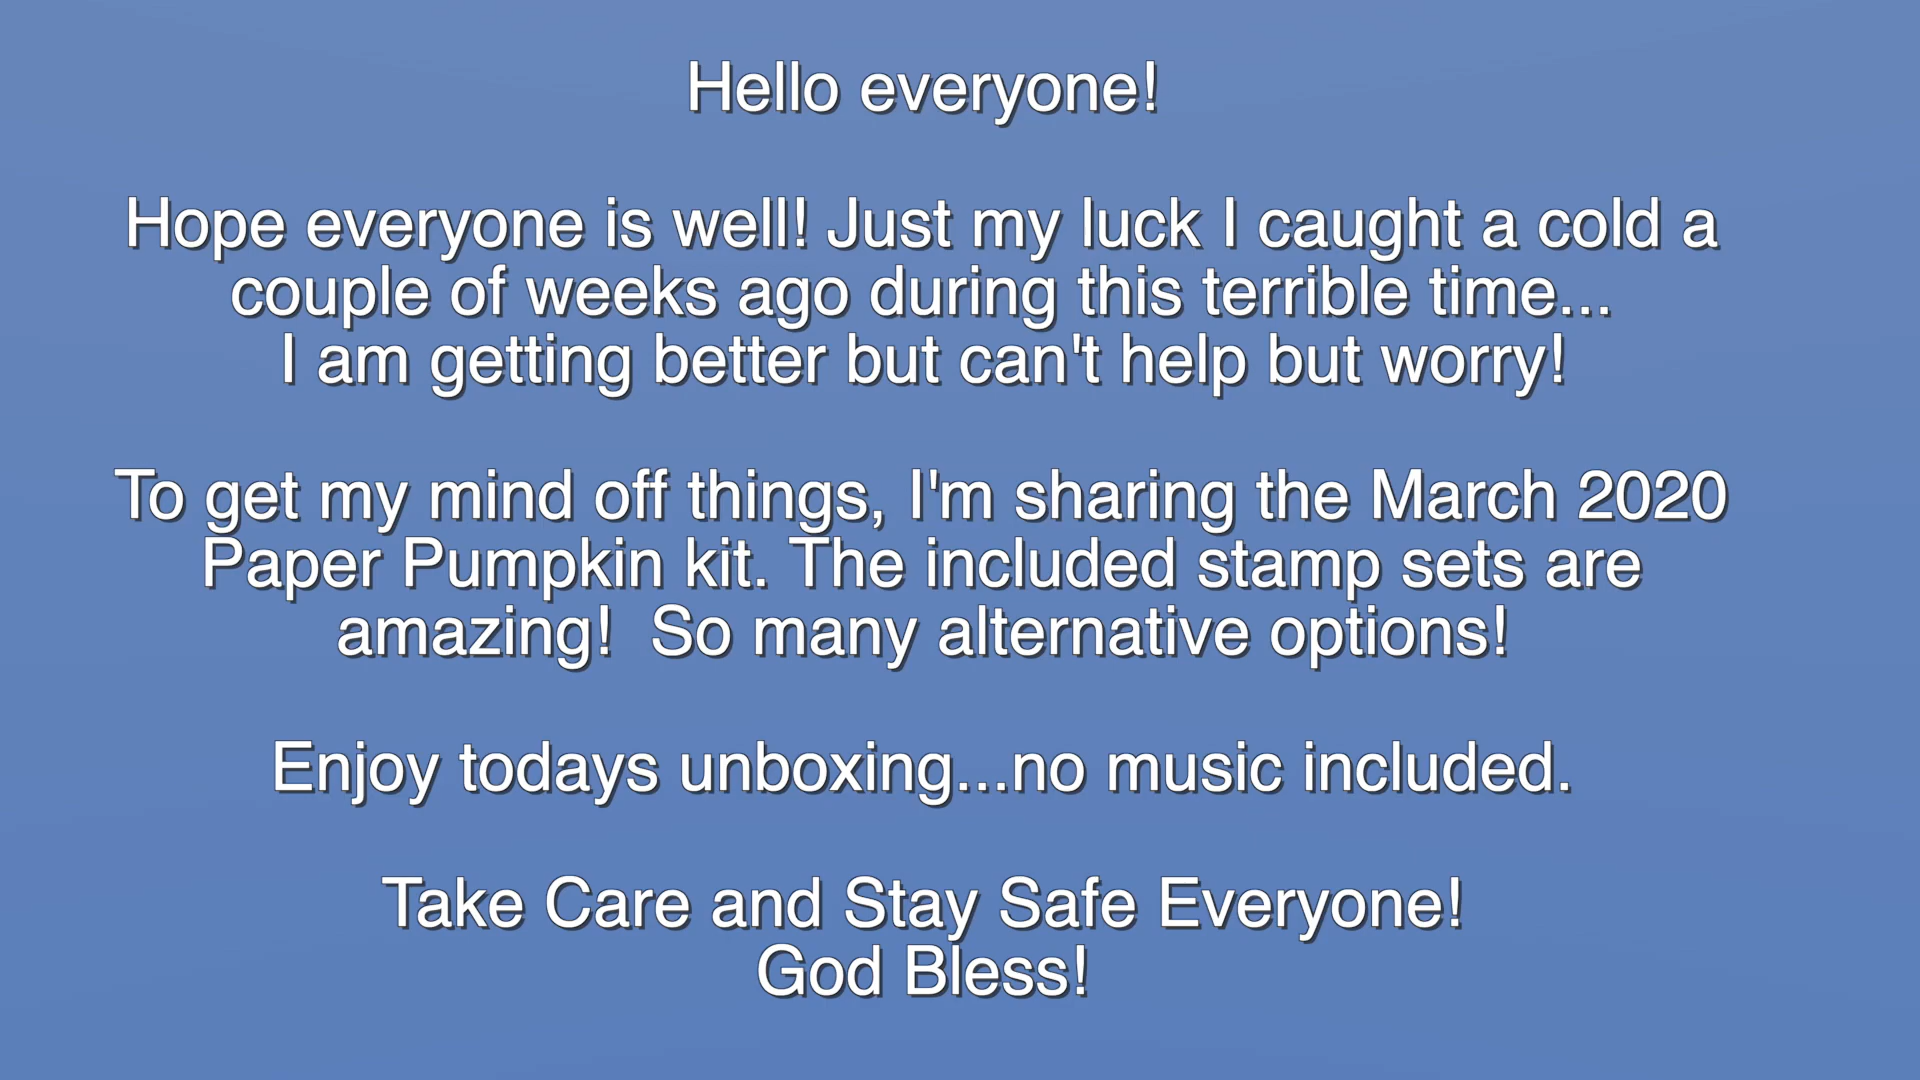 Hello everyone!
Hope everyone is well! Just my luck I caught a cold a
couple of weeks ago during this terrible time...
I am getting better but can't help but worry!
To get my mind off things, I'm sharing the March 2020
Paper Pumpkin kit. The included stamp sets are
amazing!  So many alternative options!
Enjoy todays unboxing...no music included.
Take Care and Stay Safe Everyone!
God Bless!